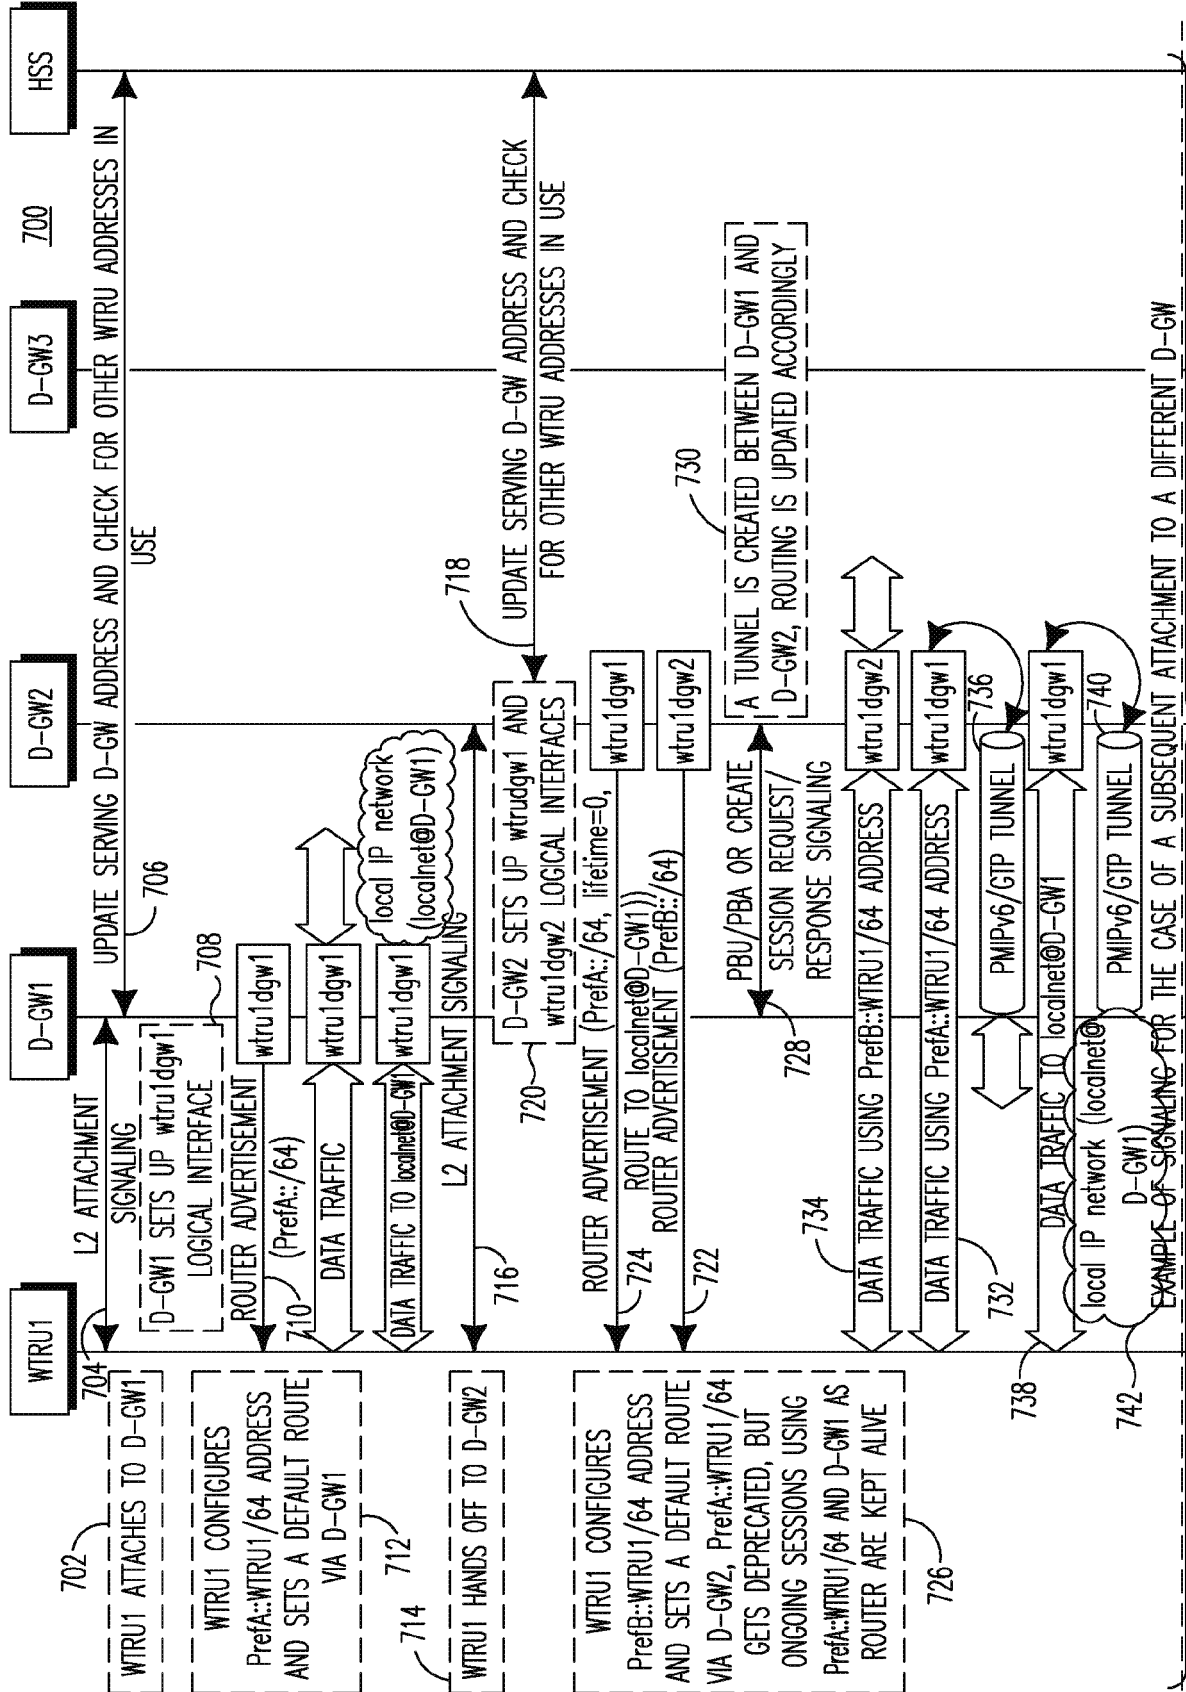 700
WTRU1
D-GW1
D-GW2
D-GW3
HSS
702
WTRU1 ATTACHES TO D-GW1
704
L2 ATTACHMENT
SIGNALING
UPDATE SERVING D-GW ADDRESS AND CHECK FOR OTHER WTRU ADDRESSES IN
USE
706
D-GW1 SETS UP wtru1dgw1
LOGICAL INTERFACE
708
ROUTER ADVERTISEMENT
(PrefA::/64)
wtru1dgw1
710
WTRU1 CONFIGURES
PrefA::WTRU1/64 ADDRESS
AND SETS A DEFAULT ROUTE
VIA D-GW1
712
DATA TRAFFIC
wtru1dgw1
DATA TRAFFIC TO localnet@D-GW1
wtru1dgw1
local IP network
(localnet@D-GW1)
WTRU1 HANDS OFF TO D-GW2
714
L2 ATTACHMENT SIGNALING
716
718
UPDATE SERVING D-GW ADDRESS AND CHECK
FOR OTHER WTRU ADDRESSES IN USE
D-GW2 SETS UP wtrudgw1 AND
wtru1dgw2 LOGICAL INTERFACES
720
ROUTER ADVERTISEMENT (PrefA::/64, lifetime=0,
ROUTE TO localnet@D-GW1))
wtru1dgw1
724
ROUTER ADVERTISEMENT (PrefB::/64)
wtru1dgw2
722
WTRU1 CONFIGURES
PrefB::WTRU1/64 ADDRESS
AND SETS A DEFAULT ROUTE
VIA D-GW2, PrefA::WTRU1/64
GETS DEPRECATED, BUT
ONGOING SESSIONS USING
PrefA::WTRU1/64 AND D-GW1 AS
ROUTER ARE KEPT ALIVE
726
PBU/PBA OR CREATE
SESSION REQUEST/
RESPONSE SIGNALING
728
730
A TUNNEL IS CREATED BETWEEN D-GW1 AND
D-GW2, ROUTING IS UPDATED ACCORDINGLY
734
DATA TRAFFIC USING PrefB::WTRU1/64 ADDRESS
wtru1dgw2
DATA TRAFFIC USING PrefA::WTRU1/64 ADDRESS
wtru1dgw1
732
PMIPv6/GTP TUNNEL
736
738
DATA TRAFFIC TO localnet@D-GW1
wtru1dgw1
local IP network (localnet@
D-GW1)
742
PMIPv6/GTP TUNNEL
740
EXAMPLE OF SIGNALING FOR THE CASE OF A SUBSEQUENT ATTACHMENT TO A DIFFERENT D-GW